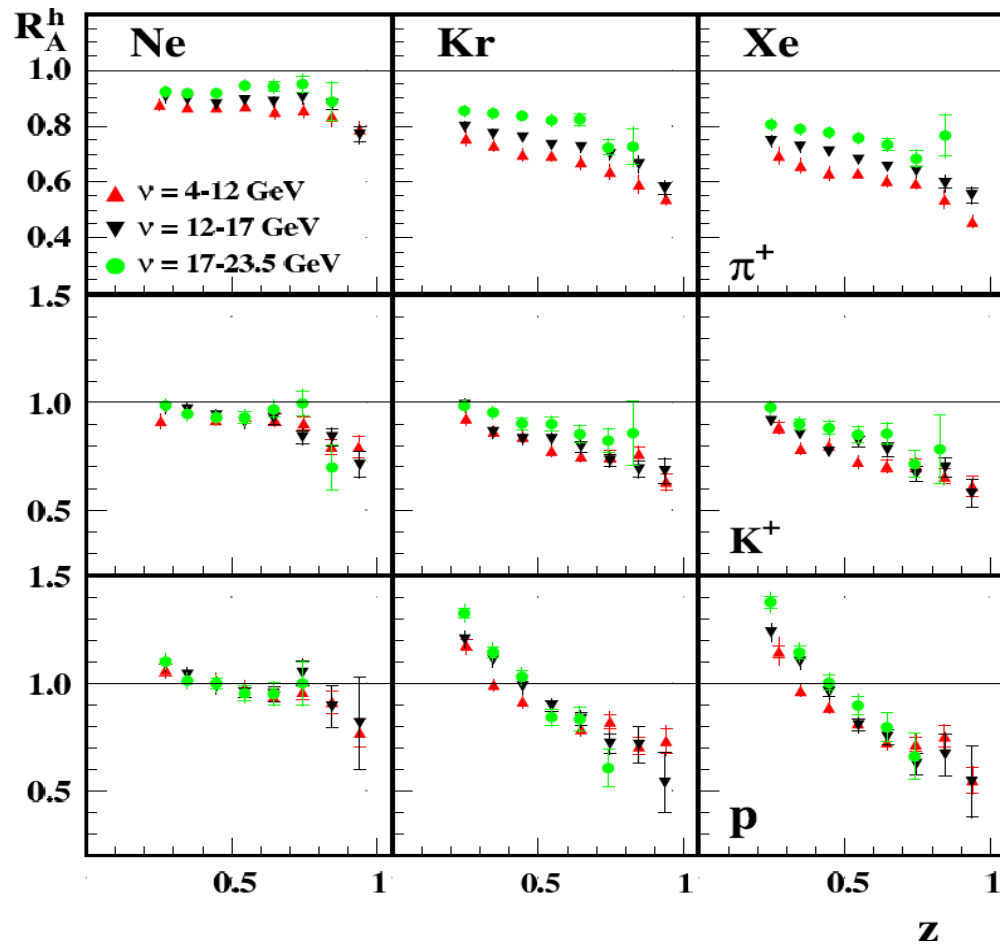 R_A^h
Ne Kr Xe
1.0
0.8
0.6
0.4
ν = 4-12 GeV
ν = 12-17 GeV
ν = 17-23.5 GeV
π+
1.5
1.0
0.5
K+
1.5
1.0
0.5
p
0.5 1 0.5 1 0.5 1
z